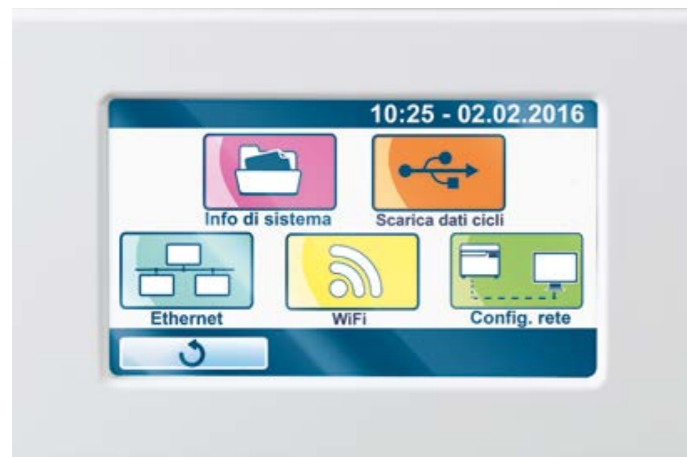 10:25 - 02.02.2016
Info di sistema
Scarica dati cicli
Ethernet
WiFi
Config. rete